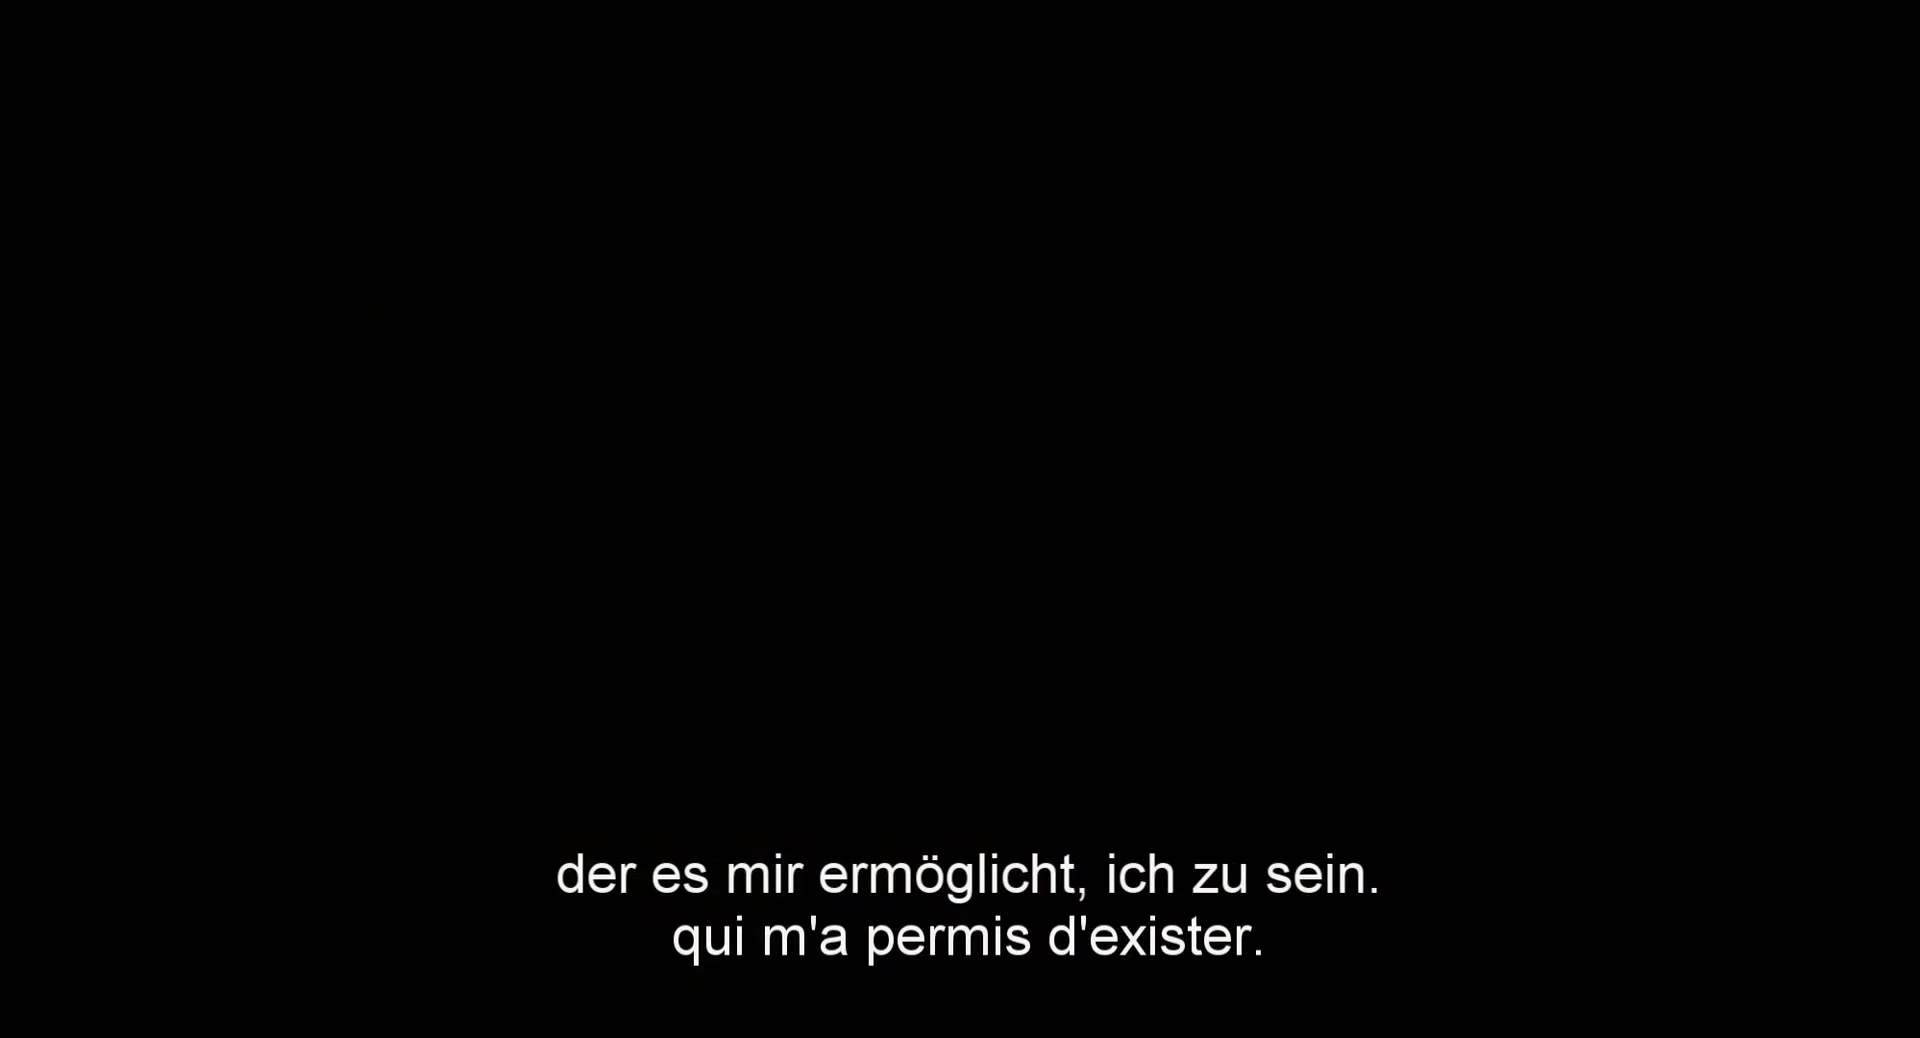 der es mir ermöglicht, ich zu sein.
qui m'a permis d'exister.